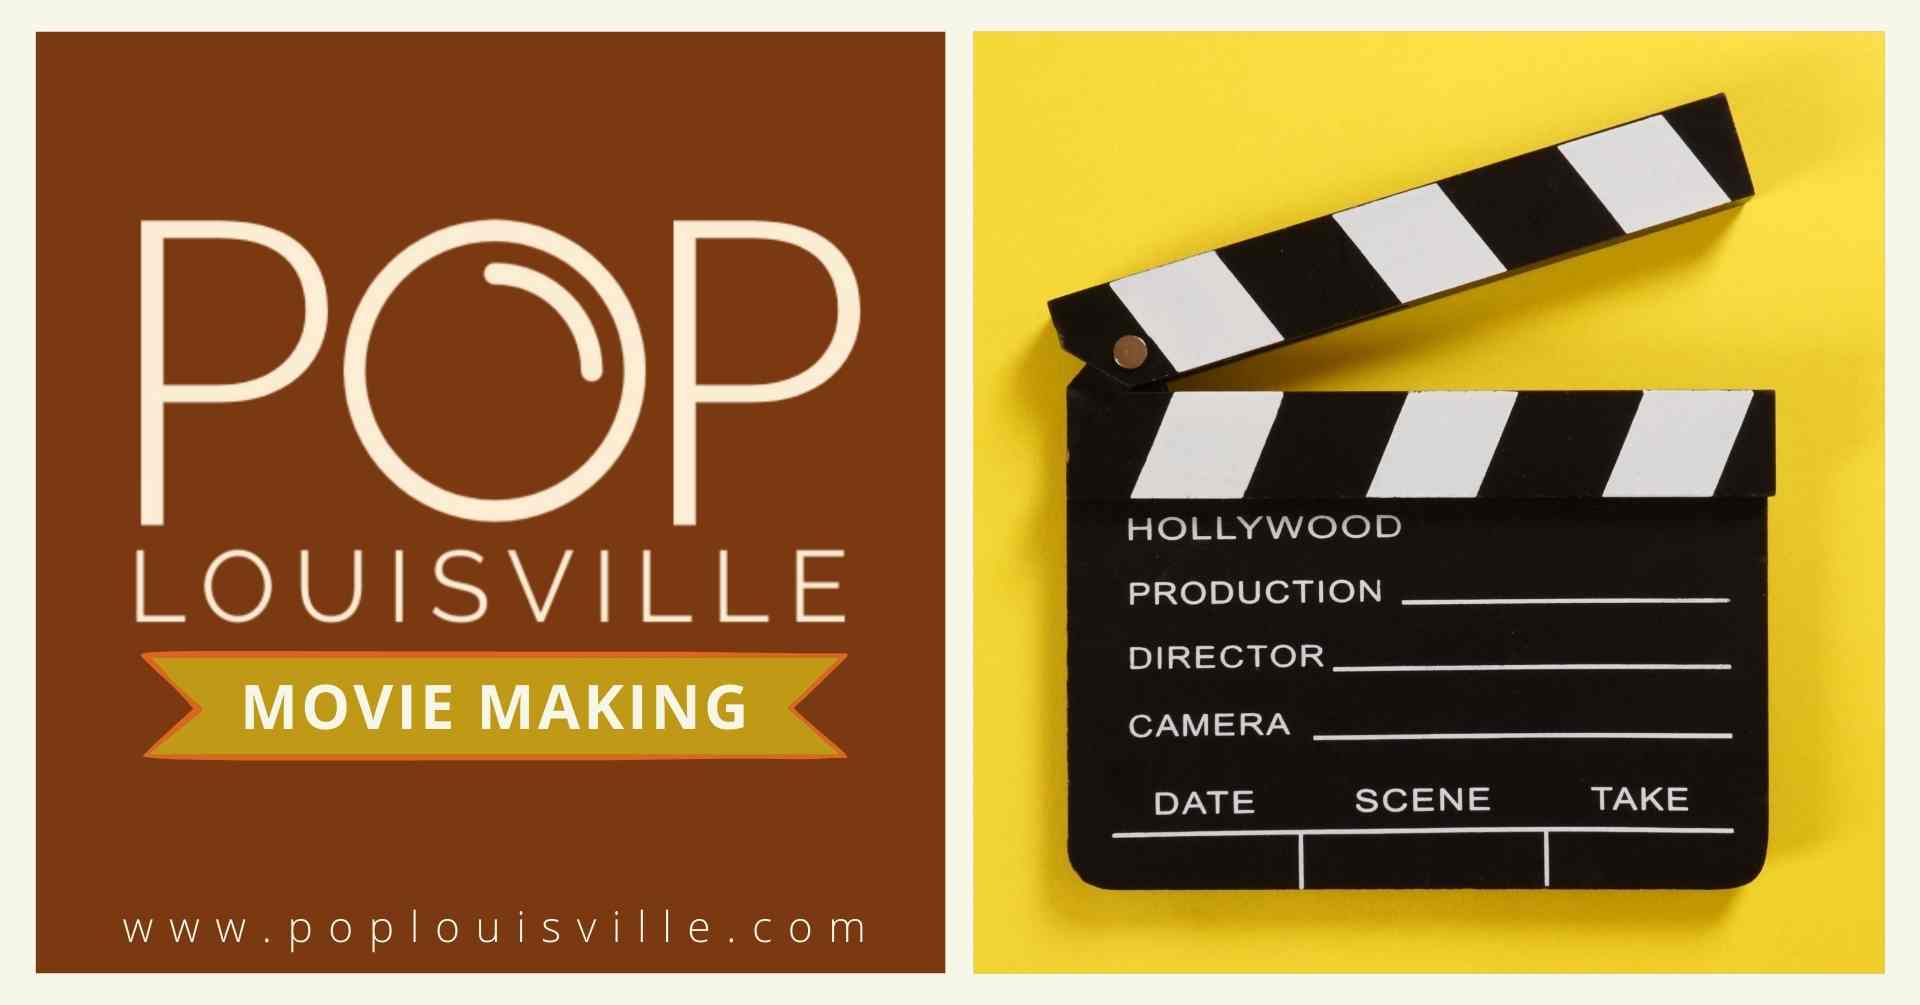 POP
LOUISVILLE
MOVIE MAKING
www.poplouisville.com
HOLLYWOOD
PRODUCTION
DIRECTOR
CAMERA
DATE SCENE TAKE